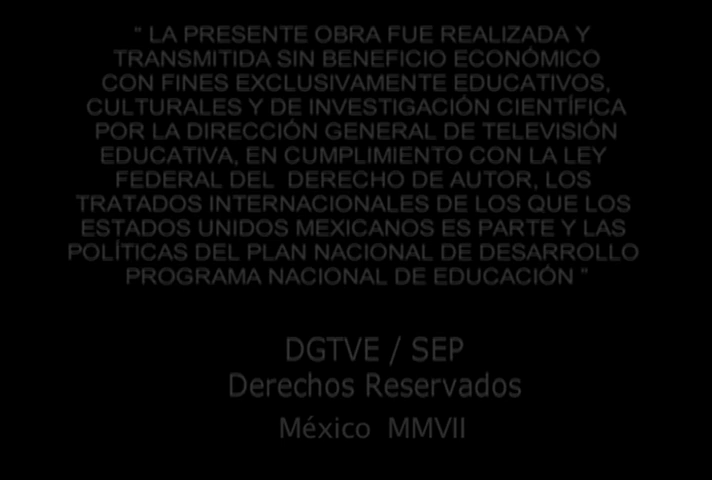 " LA PRESENTE OBRA FUE REALIZADA Y
TRANSMITIDA SIN BENEFICIO ECONÓMICO
CON FINES EXCLUSIVAMENTE EDUCATIVOS,
CULTURALES Y DE INVESTIGACIÓN CIENTÍFICA
POR LA DIRECCIÓN GENERAL DE TELEVISIÓN
EDUCATIVA, EN CUMPLIMIENTO CON LA LEY
FEDERAL DEL DERECHO DE AUTOR, LOS
TRATADOS INTERNACIONALES DE LOS QUE LOS
ESTADOS UNIDOS MEXICANOS ES PARTE Y LAS
POLÍTICAS DEL PLAN NACIONAL DE DESARROLLO
PROGRAMA NACIONAL DE EDUCACIÓN "
DGTVE / SEP
Derechos Reservados
México MMVII